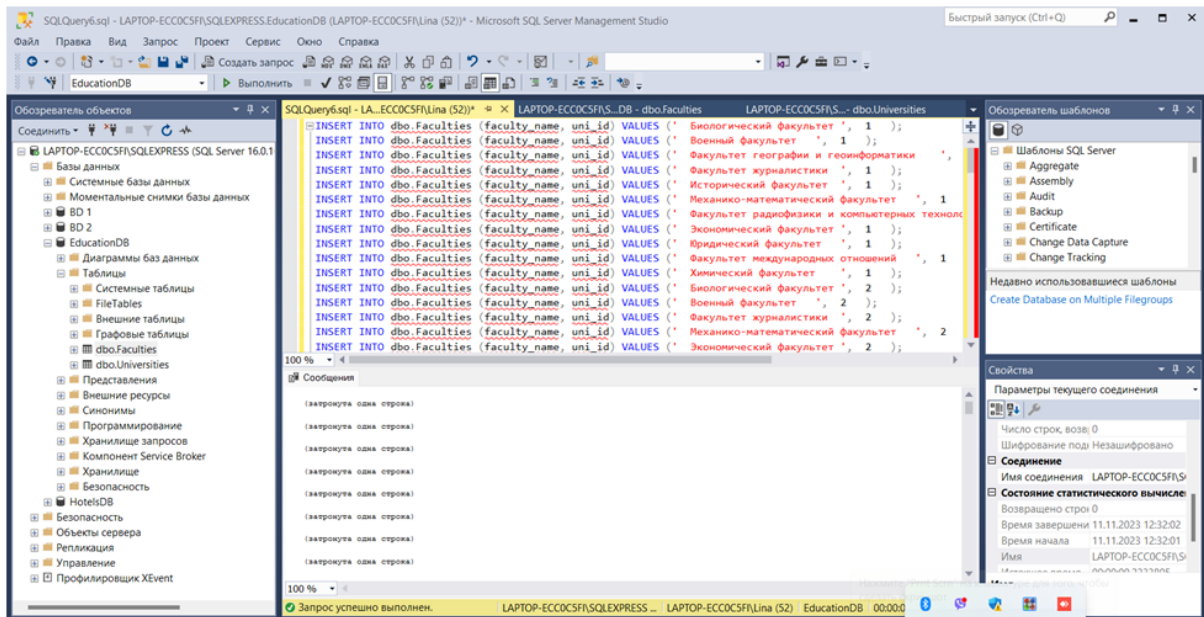 SQLQuery6.sql - LAPTOP-ECC0C5FI\SQLEXPRESS.EducationDB (LAPTOP-ECC0C5FI\Lina (52))* - Microsoft SQL Server Management Studio
Быстрый запуск (Ctrl+Q)
Файл Правка Вид Запрос Проект Сервис Окно Справка
Создать запрос
EducationDB Выполнить
Обозреватель объектов
Соединить
LAPTOP-ECC0C5FI\SQLEXPRESS (SQL Server 16.0.1
Базы данных
Системные базы данных
Моментальные снимки базы данных
BD 1
BD 2
EducationDB
Диаграммы баз данных
Таблицы
Системные таблицы
FileTables
Внешние таблицы
Графовые таблицы
dbo.Faculties
dbo.Universities
Представления
Внешние ресурсы
Синонимы
Программирование
Хранилище запросов
Компонент Service Broker
Хранилище
Безопасность
HotelsDB
Безопасность
Объекты сервера
Репликация
Управление
Профилировщик XEvent
SQLQuery6.sql - LA...ECC0C5FI\Lina (52))* LAPTOP-ECC0C5FI\S...DB - dbo.Faculties LAPTOP-ECC0C5FI\S...- dbo.Universities
INSERT INTO dbo.Faculties (faculty_name, uni_id) VALUES (' Биологический факультет ', 1 );
INSERT INTO dbo.Faculties (faculty_name, uni_id) VALUES (' Военный факультет ', 1 );
INSERT INTO dbo.Faculties (faculty_name, uni_id) VALUES (' Факультет географии и геоинформатики ',
INSERT INTO dbo.Faculties (faculty_name, uni_id) VALUES (' Факультет журналистики ', 1 );
INSERT INTO dbo.Faculties (faculty_name, uni_id) VALUES (' Исторический факультет ', 1 );
INSERT INTO dbo.Faculties (faculty_name, uni_id) VALUES (' Механико-математический факультет ', 1
INSERT INTO dbo.Faculties (faculty_name, uni_id) VALUES (' Факультет радиофизики и компьютерных техноло
INSERT INTO dbo.Faculties (faculty_name, uni_id) VALUES (' Экономический факультет ', 1 );
INSERT INTO dbo.Faculties (faculty_name, uni_id) VALUES (' Юридический факультет ', 1 );
INSERT INTO dbo.Faculties (faculty_name, uni_id) VALUES (' Факультет международных отношений ', 1
INSERT INTO dbo.Faculties (faculty_name, uni_id) VALUES (' Химический факультет ', 1 );
INSERT INTO dbo.Faculties (faculty_name, uni_id) VALUES (' Биологический факультет ', 2 );
INSERT INTO dbo.Faculties (faculty_name, uni_id) VALUES (' Военный факультет ', 2 );
INSERT INTO dbo.Faculties (faculty_name, uni_id) VALUES (' Факультет журналистики ', 2 );
INSERT INTO dbo.Faculties (faculty_name, uni_id) VALUES (' Механико-математический факультет ', 2
INSERT INTO dbo.Faculties (faculty_name, uni_id) VALUES (' Экономический факультет ', 2 );
100 %
Сообщения
(затронута одна строка)
(затронута одна строка)
(затронута одна строка)
(затронута одна строка)
(затронута одна строка)
(затронута одна строка)
(затронута одна строка)
(затронута одна строка)
100 %
Запрос успешно выполнен. LAPTOP-ECC0C5FI\SQLEXPRESS ... LAPTOP-ECC0C5FI\Lina (52) EducationDB 00:00:0
Обозреватель шаблонов
Шаблоны SQL Server
Aggregate
Assembly
Audit
Backup
Certificate
Change Data Capture
Change Tracking
Недавно использовавшиеся шаблоны
Create Database on Multiple Filegroups
Свойства
Параметры текущего соединения
Число строк, возв 0
Шифрование подк Незашифровано
Соединение
Имя соединения LAPTOP-ECC0C5FI\S
Состояние статистического вычисле
Возвращено строк 0
Время завершени 11.11.2023 12:32:02
Время начала 11.11.2023 12:32:01
Имя LAPTOP-ECC0C5FI\S